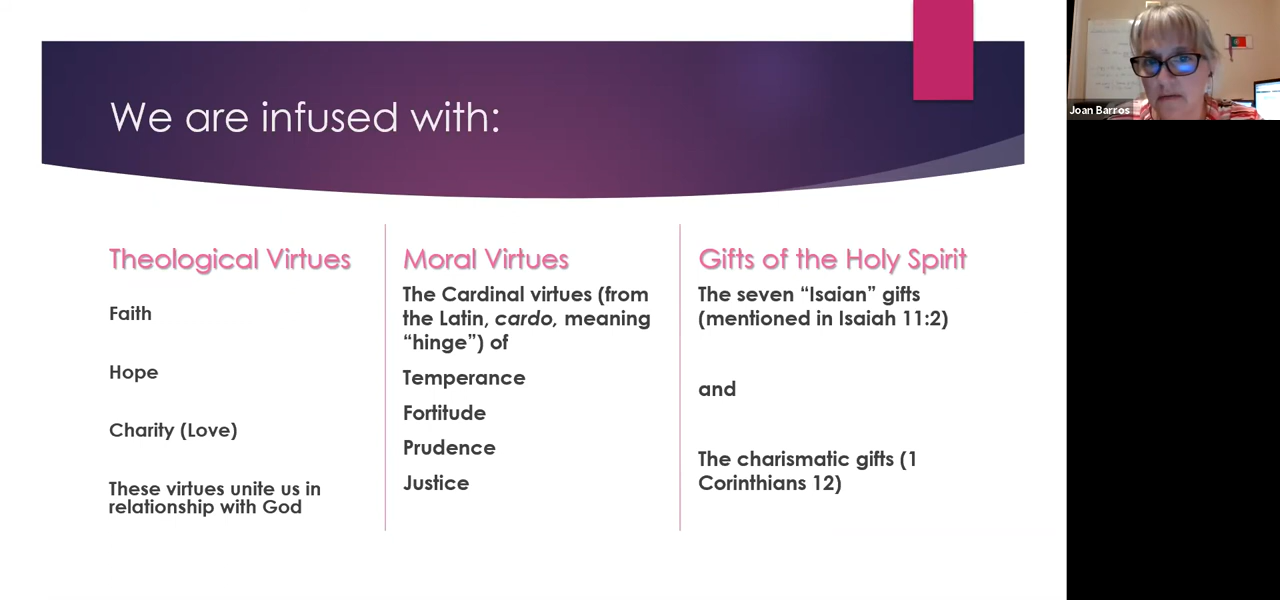 We are infused with:
Theological Virtues
Faith
Hope
Charity (Love)
These virtues unite us in
relationship with God
Moral Virtues
The Cardinal virtues (from
the Latin, cardo, meaning
“hinge”) of
Temperance
Fortitude
Prudence
Justice
Gifts of the Holy Spirit
The seven “Isaian” gifts
(mentioned in Isaiah 11:2)
and
The charismatic gifts (1
Corinthians 12)
Joan Barros